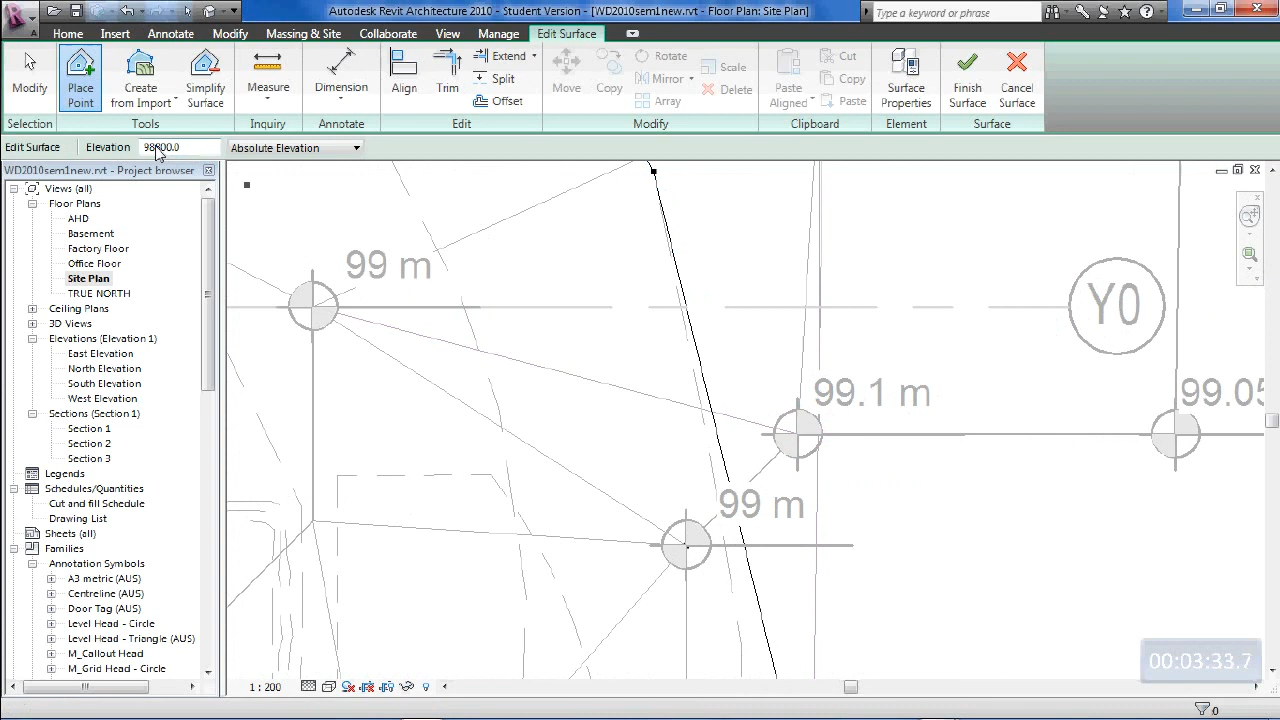 Autodesk Revit Architecture 2010 - Student Version - [WD2010sem1new.rvt - Floor Plan: Site Plan]
Type a keyword or phrase
Home Insert Annotate Modify Massing & Site Collaborate View Manage Edit Surface
Modify
Place Point
Create from Import
Simplify Surface
Measure
Dimension
Align
Trim
Extend
Split
Offset
Move
Copy
Rotate
Mirror
Array
Scale
Delete
Paste Aligned
Cut
Copy
Paste
Surface Properties
Finish Surface
Cancel Surface
Selection Tools Inquiry Annotate Edit Modify Clipboard Element Surface
Edit Surface Elevation Absolute Elevation
WD2010sem1new.rvt - Project browser
Views (all)
Floor Plans
AHD
Basement
Factory Floor
Office Floor
Site Plan
TRUE NORTH
Ceiling Plans
3D Views
Elevations (Elevation 1)
East Elevation
North Elevation
South Elevation
West Elevation
Sections (Section 1)
Section 1
Section 2
Section 3
Legends
Schedules/Quantities
Cut and fill Schedule
Drawing List
Sheets (all)
Families
Annotation Symbols
A3 metric (AUS)
Centreline (AUS)
Door Tag (AUS)
Level Head - Circle
Level Head - Triangle (AUS)
M_Callout Head
M_Grid Head - Circle
99 m
Y0
99.1 m
99.05
99 m
00:03:33.7
1 : 200
:0